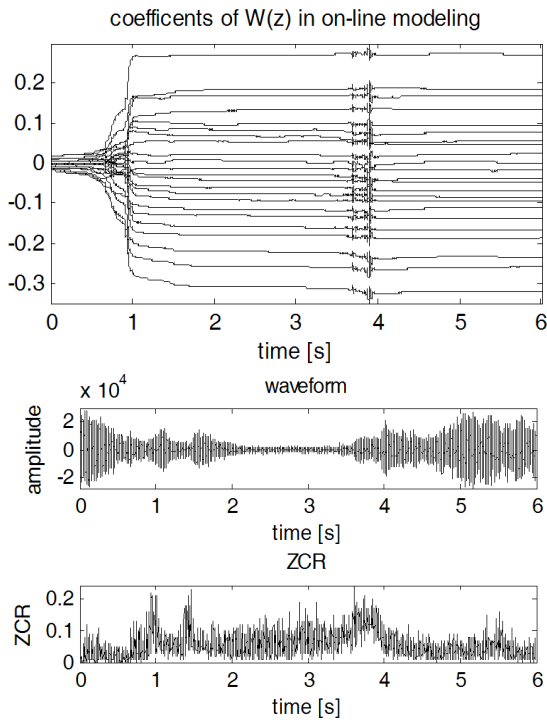 coefficents of W(z) in on-line modeling
0.2
0.1
0
-0.1
-0.2
-0.3
0 1 2 3 4 5 6
time [s]
x 10^4
waveform
amplitude
2
0
-2
0 1 2 3 4 5 6
time [s]
ZCR
ZCR
0.2
0.1
0
0 1 2 3 4 5 6
time [s]